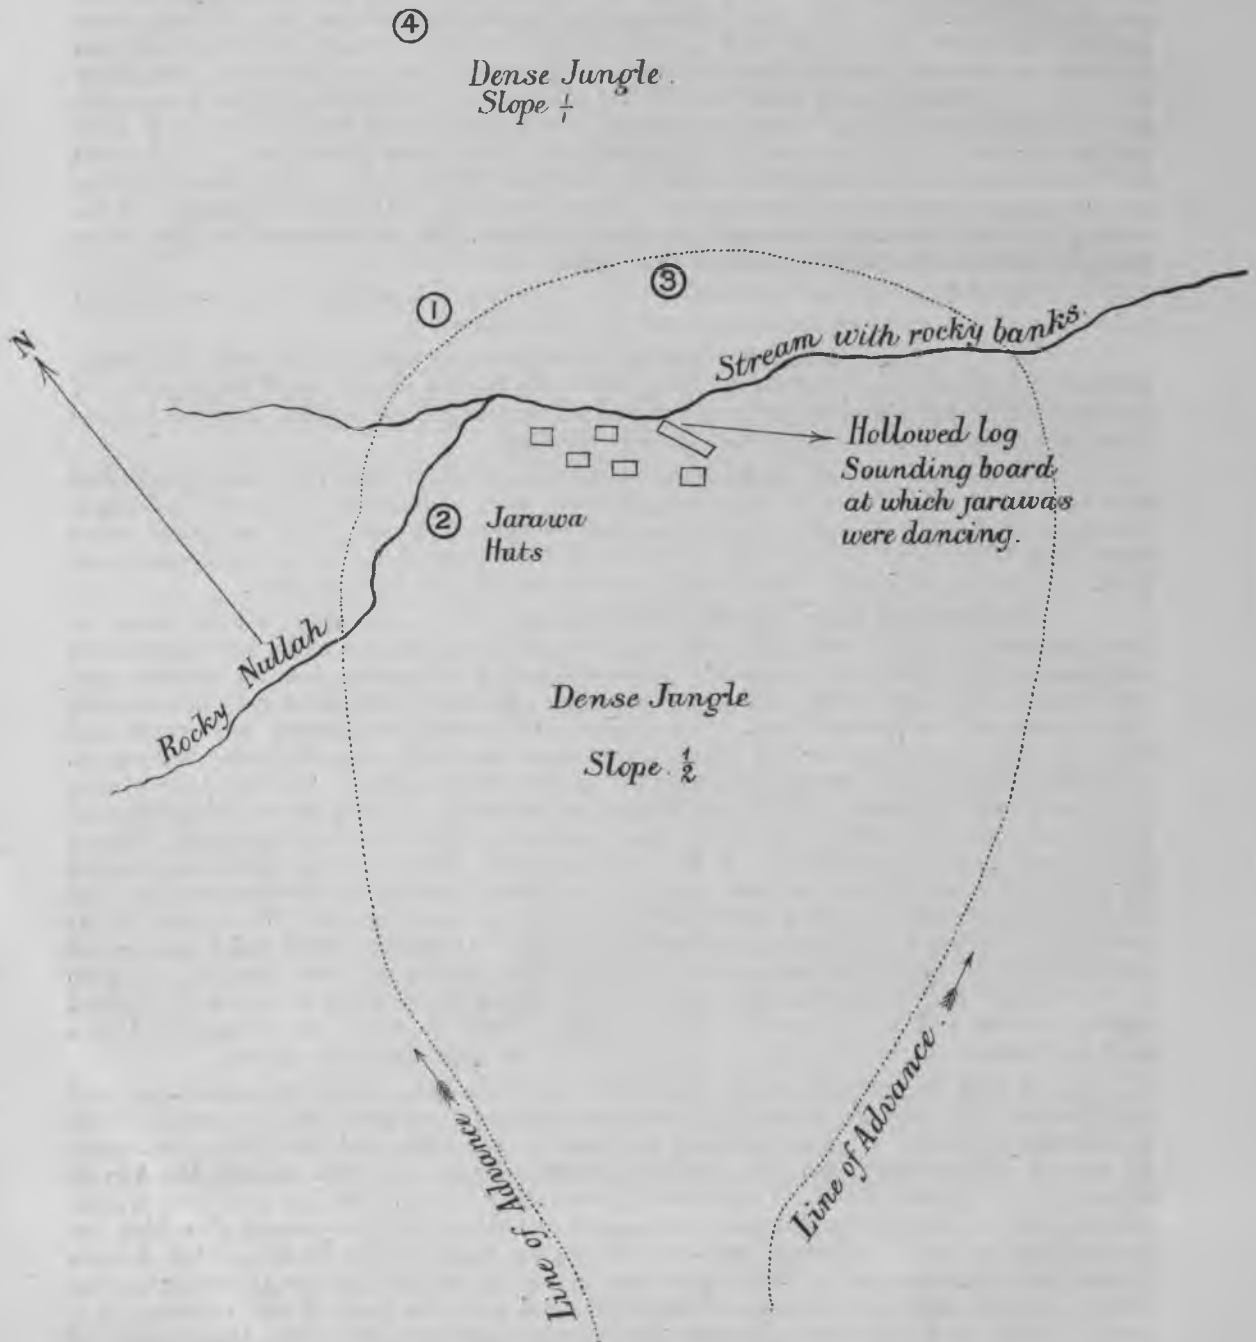 ④
Dense Jungle.
Slope 1/1
①
③
N
Stream with rocky banks.
Hollowed log
Sounding board
at which jarawas
were dancing.
②
Jarawa
Huts
Rocky Nullah
Dense Jungle
Slope. 1/2
Line of Advance
Line of Advance